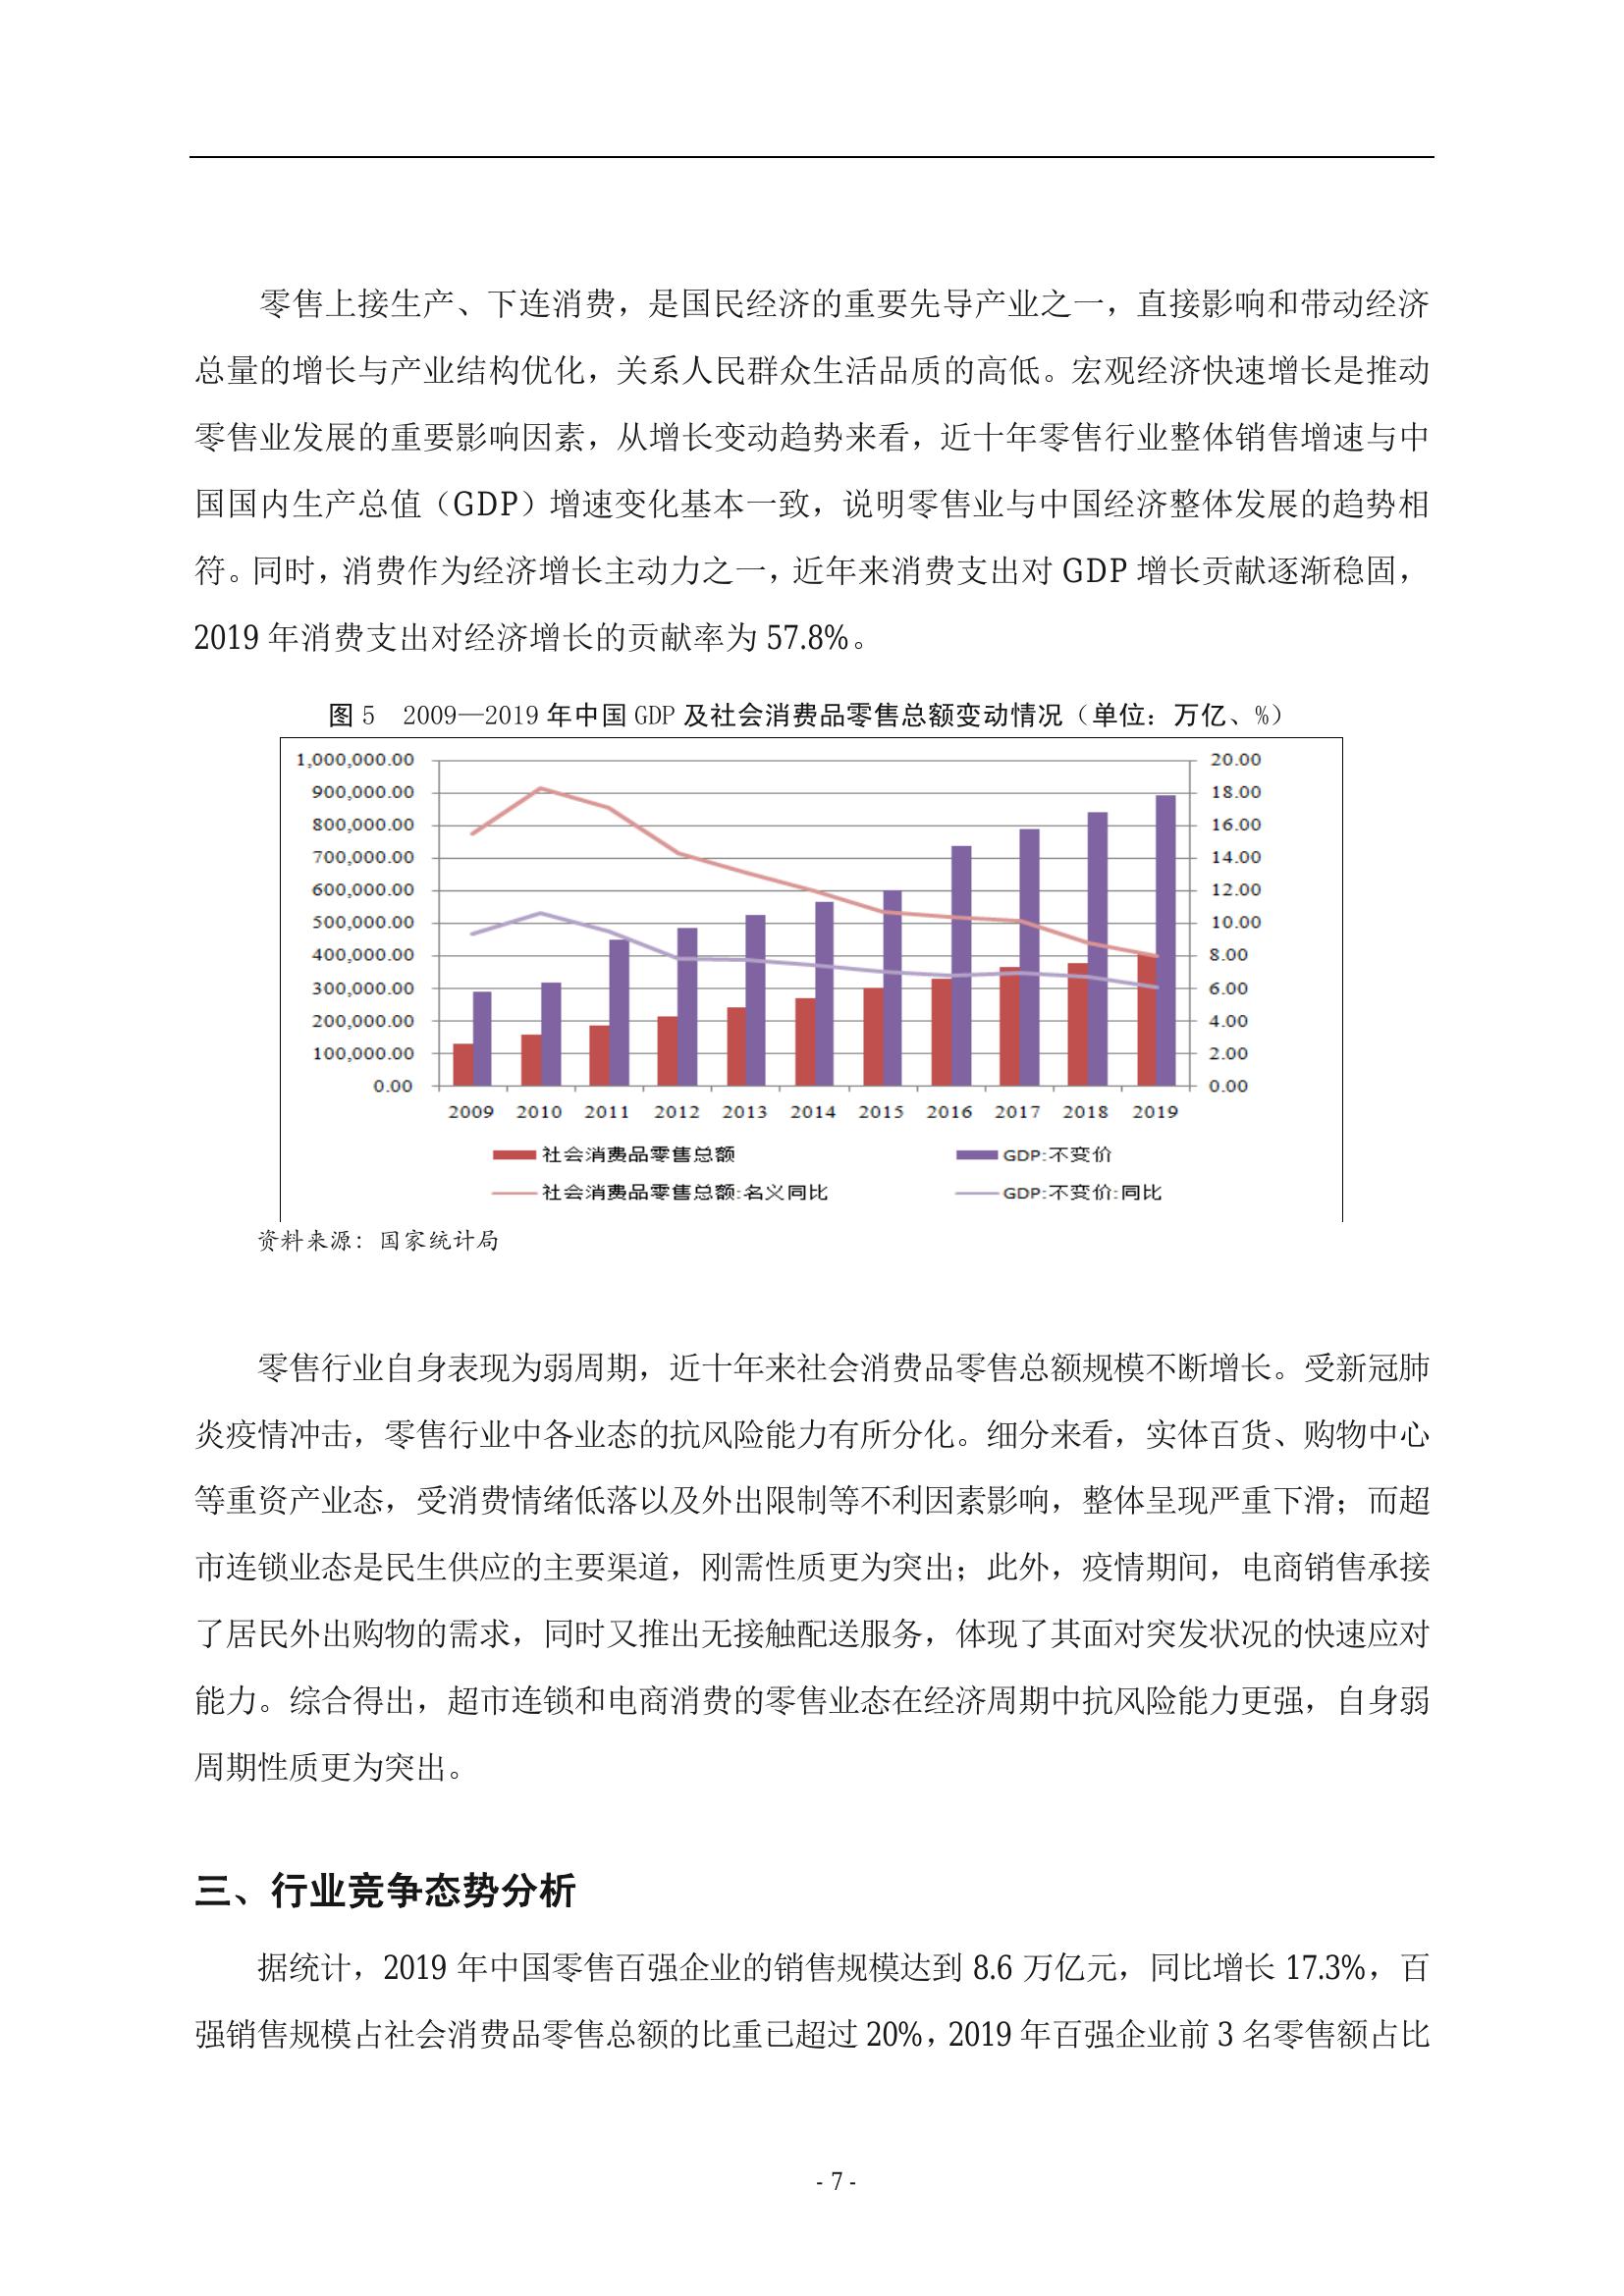 零售上接生产、下连消费，是国民经济的重要先导产业之一，直接影响和带动经济
总量的增长与产业结构优化，关系人民群众生活品质的高低。宏观经济快速增长是推动
零售业发展的重要影响因素，从增长变动趋势来看，近十年零售行业整体销售增速与中
国国内生产总值（GDP）增速变化基本一致，说明零售业与中国经济整体发展的趋势相
符。同时，消费作为经济增长主动力之一，近年来消费支出对 GDP 增长贡献逐渐稳固，
2019 年消费支出对经济增长的贡献率为 57.8%。
图 5 2009—2019 年中国 GDP 及社会消费品零售总额变动情况（单位：万亿、%）
1,000,000.00 20.00
900,000.00 18.00
800,000.00 16.00
700,000.00 14.00
600,000.00 12.00
500,000.00 10.00
400,000.00 8.00
300,000.00 6.00
200,000.00 4.00
100,000.00 2.00
0.00 0.00
2009 2010 2011 2012 2013 2014 2015 2016 2017 2018 2019
社会消费品零售总额 GDP:不变价
社会消费品零售总额:名义同比 GDP:不变价:同比
资料来源：国家统计局
零售行业自身表现为弱周期，近十年来社会消费品零售总额规模不断增长。受新冠肺
炎疫情冲击，零售行业中各业态的抗风险能力有所分化。细分来看，实体百货、购物中心
等重资产业态，受消费情绪低落以及外出限制等不利因素影响，整体呈现严重下滑；而超
市连锁业态是民生供应的主要渠道，刚需性质更为突出；此外，疫情期间，电商销售承接
了居民外出购物的需求，同时又推出无接触配送服务，体现了其面对突发状况的快速应对
能力。综合得出，超市连锁和电商消费的零售业态在经济周期中抗风险能力更强，自身弱
周期性质更为突出。
三、行业竞争态势分析
据统计，2019 年中国零售百强企业的销售规模达到 8.6 万亿元，同比增长 17.3%，百
强销售规模占社会消费品零售总额的比重已超过 20%，2019 年百强企业前 3 名零售额占比
- 7 -